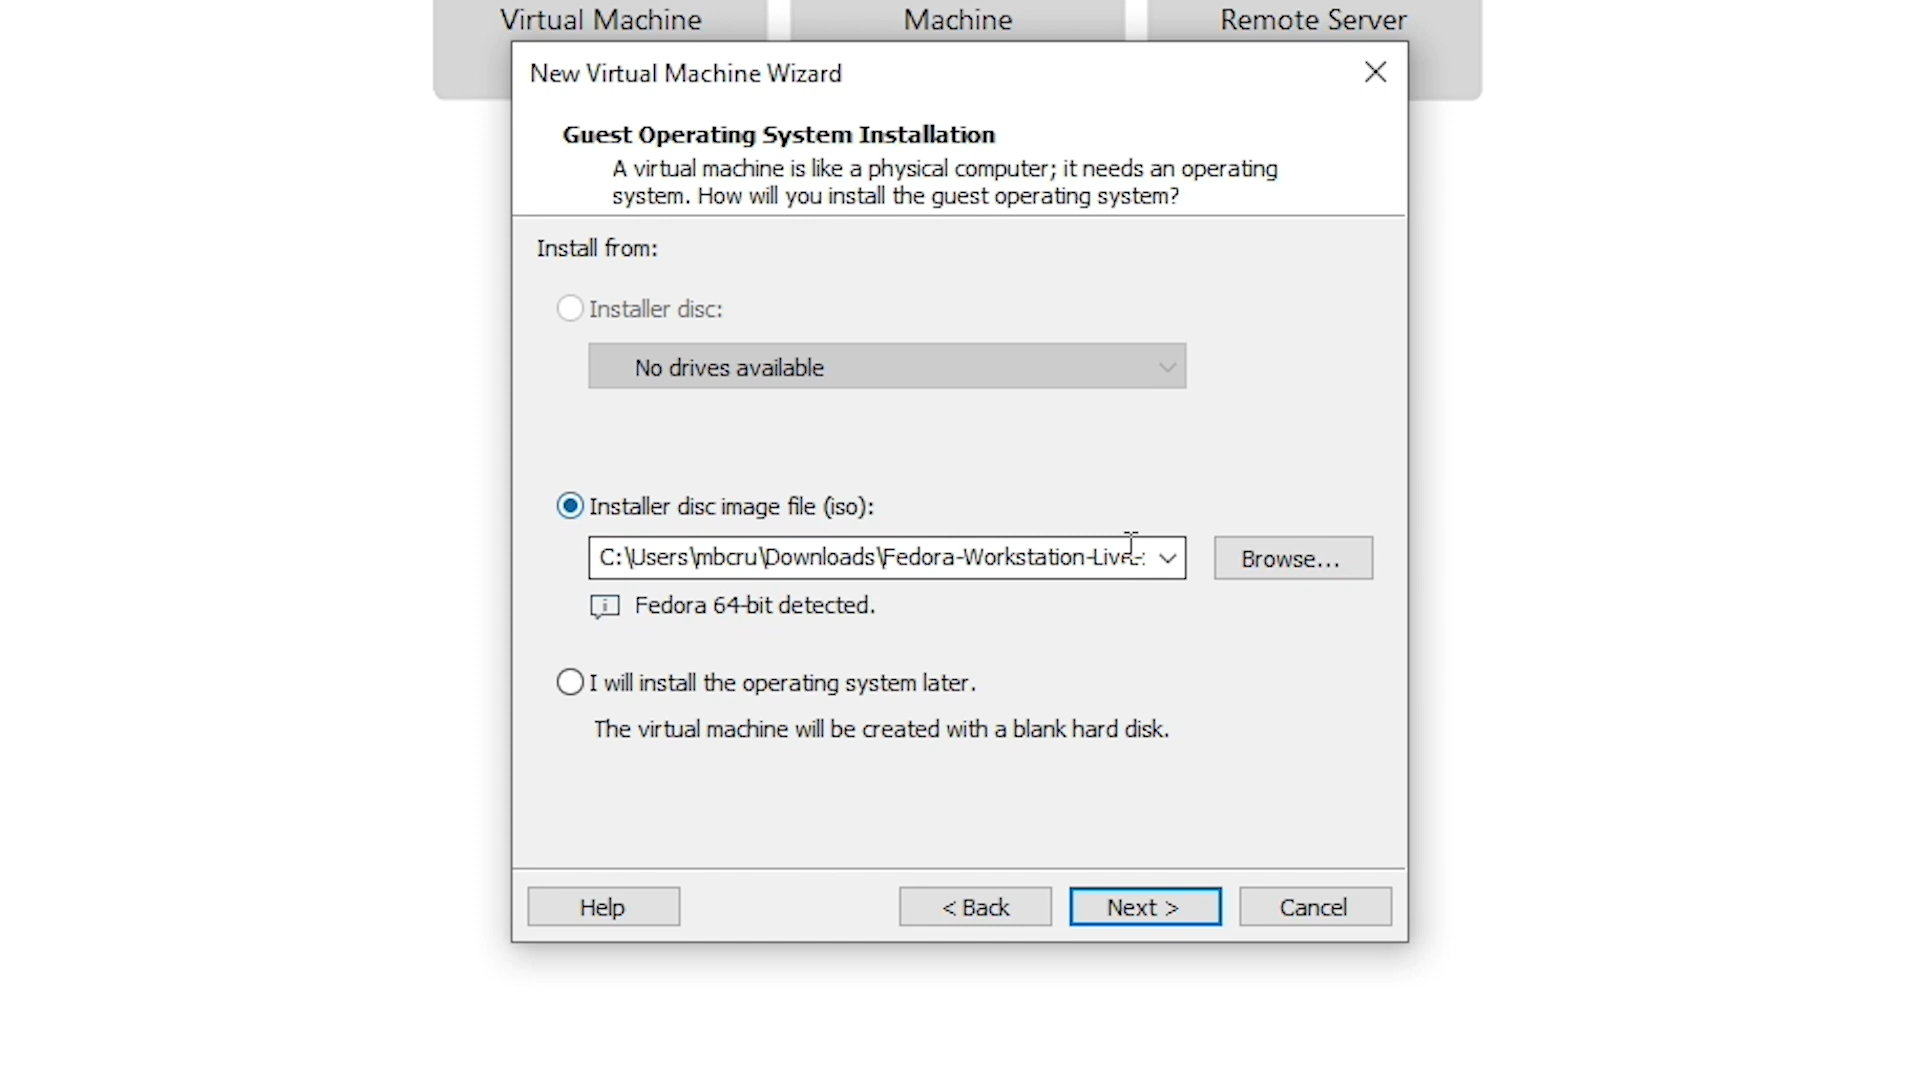 Virtual Machine
Machine
Remote Server
New Virtual Machine Wizard
Guest Operating System Installation
A virtual machine is like a physical computer; it needs an operating
system. How will you install the guest operating system?
Install from:
Installer disc:
No drives available
Installer disc image file (iso):
C:\Users\mbcru\Downloads\Fedora-Workstation-Live-
Browse...
Fedora 64-bit detected.
I will install the operating system later.
The virtual machine will be created with a blank hard disk.
Help
< Back
Next >
Cancel